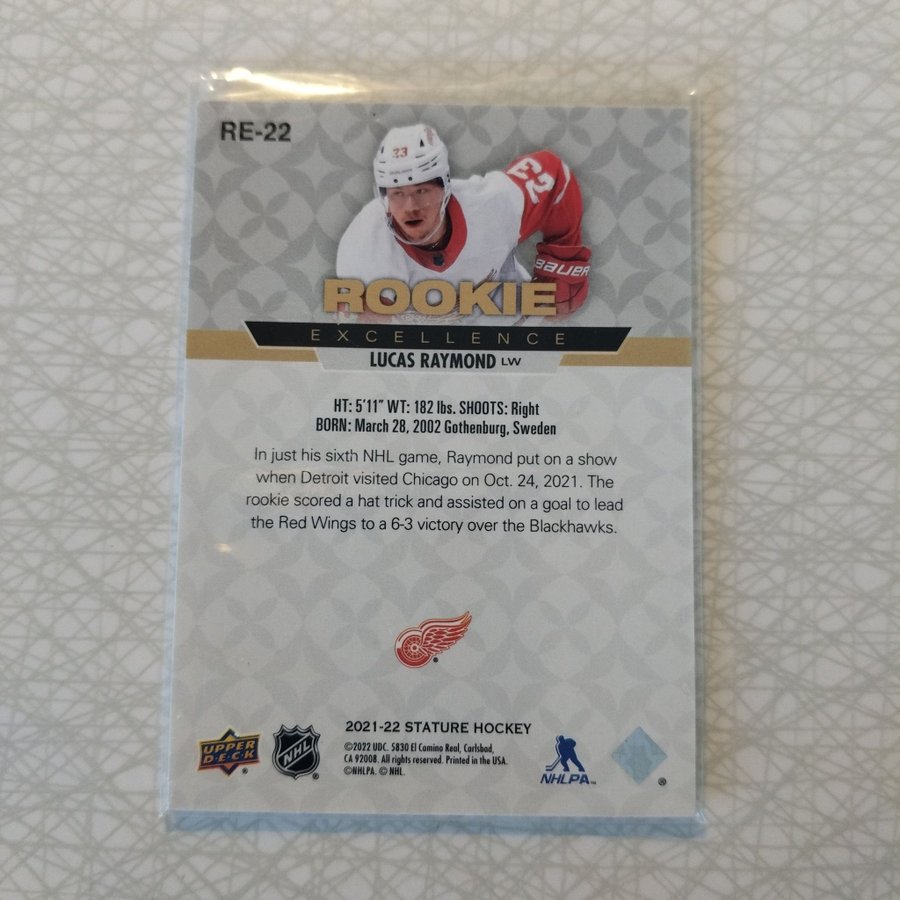 RE-22
23
23
BAUER
ROOKIE
EXCELLENCE
LUCAS RAYMOND LW
HT: 5'11" WT: 182 lbs. SHOOTS: Right
BORN: March 28, 2002 Gothenburg, Sweden
In just his sixth NHL game, Raymond put on a show
when Detroit visited Chicago on Oct. 24, 2021. The
rookie scored a hat trick and assisted on a goal to lead
the Red Wings to a 6-3 victory over the Blackhawks.
®
2021-22 STATURE HOCKEY
UPPER
DECK
®
NHL
®
©2022 UDC. 5830 El Camino Real, Carlsbad,
CA 92008. All rights reserved. Printed in the USA.
©NHLPA. © NHL.
NHLPA™
®